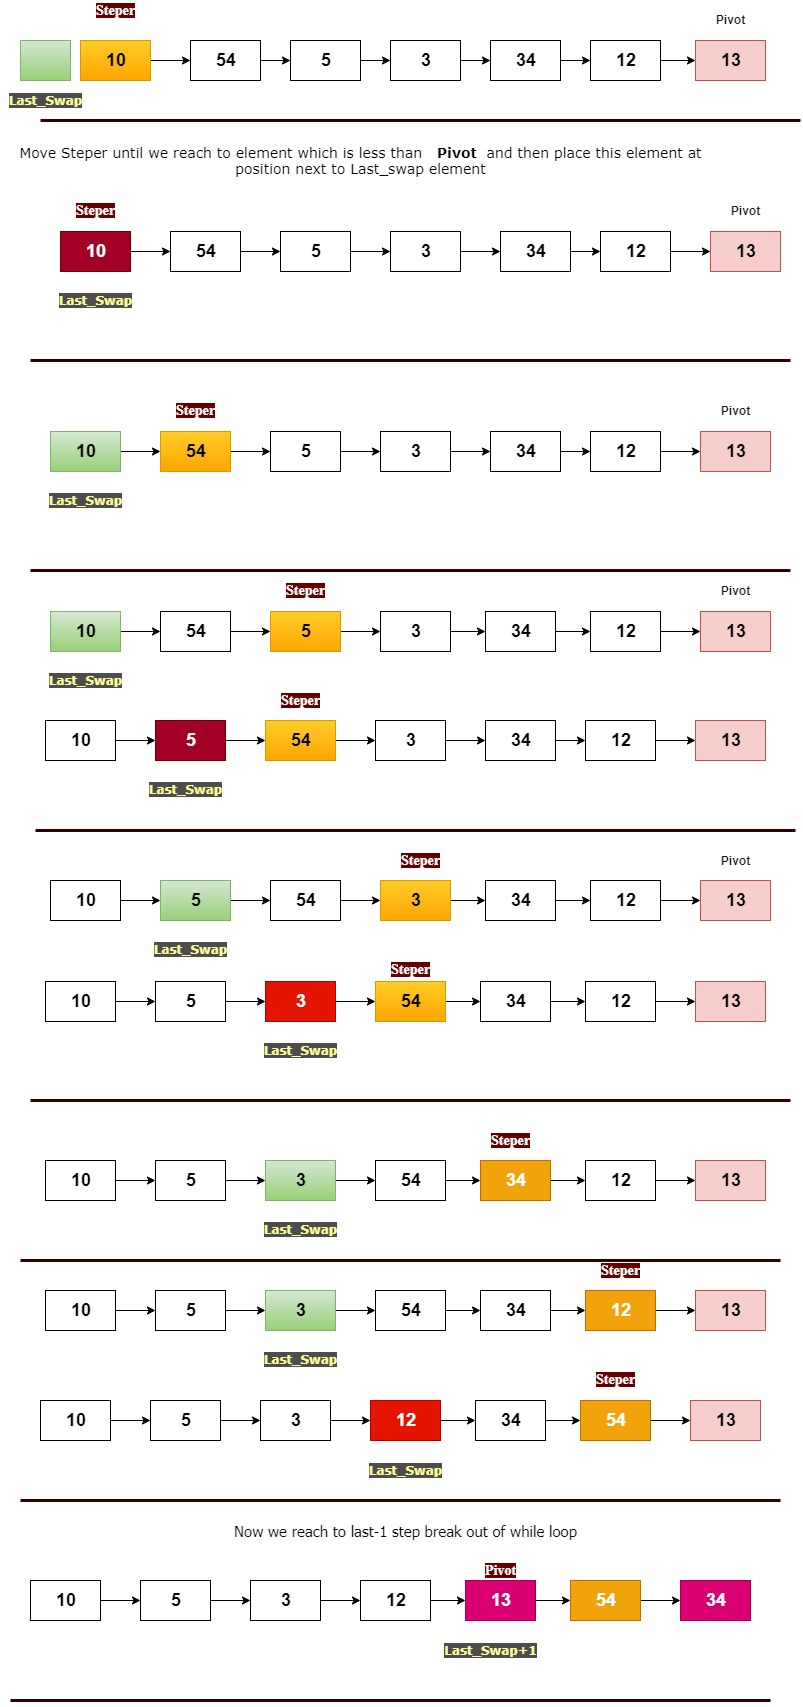 Steper
Pivot
10 54 5 3 34 12 13
Last_Swap
Move Steper until we reach to element which is less than Pivot and then place this element at
position next to Last_swap element
Steper
Pivot
10 54 5 3 34 12 13
Last_Swap
Steper
Pivot
10 54 5 3 34 12 13
Last_Swap
Steper
Pivot
10 54 5 3 34 12 13
Last_Swap
Steper
10 5 54 3 34 12 13
Last_Swap
Steper
Pivot
10 5 54 3 34 12 13
Last_Swap
Steper
10 5 3 54 34 12 13
Last_Swap
Steper
10 5 3 54 34 12 13
Last_Swap
Steper
10 5 3 54 34 12 13
Last_Swap
Steper
10 5 3 12 34 54 13
Last_Swap
Now we reach to last-1 step break out of while loop
Pivot
10 5 3 12 13 54 34
Last_Swap+1